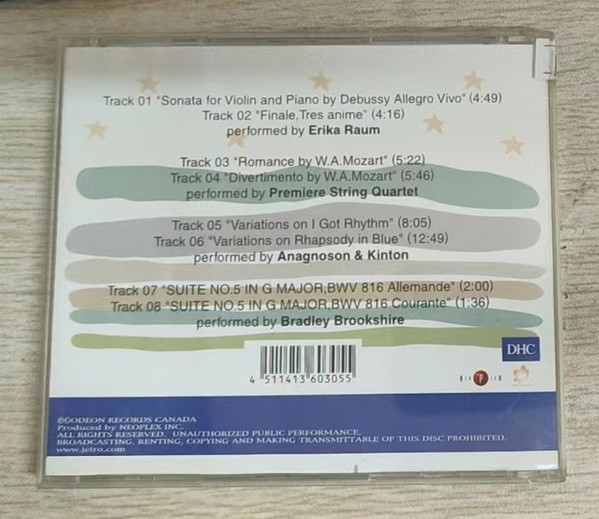 Track 01 "Sonata for Violin and Piano by Debussy Allegro Vivo" (4:49)
Track 02 "Finale,Tres anime" (4:16)
performed by Erika Raum
Track 03 "Romance by W.A.Mozart" (5:22)
Track 04 "Divertimento by W.A.Mozart" (5:46)
performed by Premiere String Quartet
Track 05 "Variations on I Got Rhythm" (8:05)
Track 06 "Variations on Rhapsody in Blue" (12:49)
performed by Anagnoson & Kinton
Track 07 "SUITE NO.5 IN G MAJOR,BWV 816 Allemande" (2:00)
Track 08 "SUITE NO.5 IN G MAJOR,BWV 816 Courante" (1:36)
performed by Bradley Brookshire
DHC
4 511413 603055
ODEON RECORDS CANADA
Produced by NEOPLEX INC.
ALL RIGHTS RESERVED. UNAUTHORIZED PUBLIC PERFORMANCE,
BROADCASTING, RENTING, COPYING AND MAKING TRANSMITTABLE OF THIS DISC PROHIBITED.
www.jeiro.com